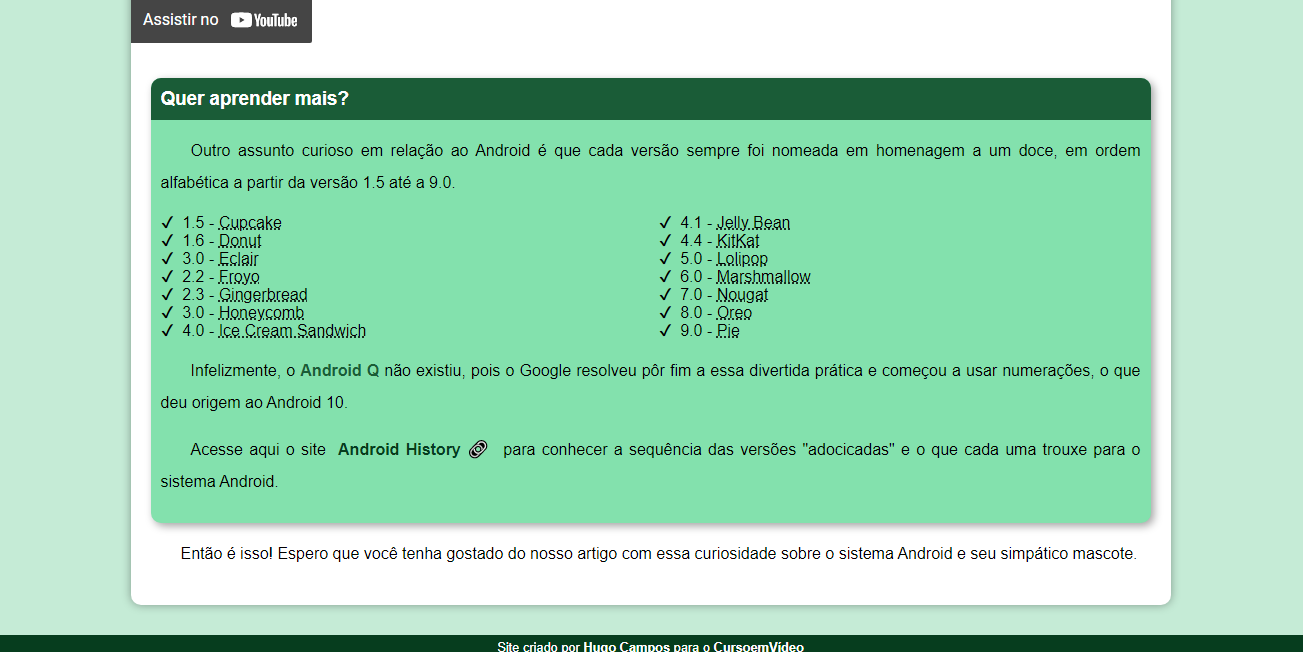 Assistir no YouTube
Quer aprender mais?
Outro assunto curioso em relação ao Android é que cada versão sempre foi nomeada em homenagem a um doce, em ordem
alfabética a partir da versão 1.5 até a 9.0.
✓ 1.5 - Cupcake
✓ 1.6 - Donut
✓ 3.0 - Eclair
✓ 2.2 - Froyo
✓ 2.3 - Gingerbread
✓ 3.0 - Honeycomb
✓ 4.0 - Ice Cream Sandwich
✓ 4.1 - Jelly Bean
✓ 4.4 - KitKat
✓ 5.0 - Lolipop
✓ 6.0 - Marshmallow
✓ 7.0 - Nougat
✓ 8.0 - Oreo
✓ 9.0 - Pie
Infelizmente, o Android Q não existiu, pois o Google resolveu pôr fim a essa divertida prática e começou a usar numerações, o que
deu origem ao Android 10.
Acesse aqui o site Android History para conhecer a sequência das versões "adocicadas" e o que cada uma trouxe para o
sistema Android.
Então é isso! Espero que você tenha gostado do nosso artigo com essa curiosidade sobre o sistema Android e seu simpático mascote.
Site criado por Hugo Campos para o CursoemVídeo